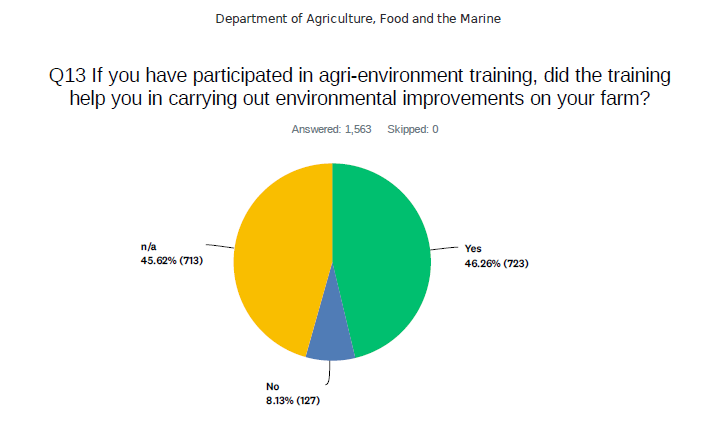 Department of Agriculture, Food and the Marine
Q13 If you have participated in agri-environment training, did the training
help you in carrying out environmental improvements on your farm?
Answered: 1,563 Skipped: 0
n/a
45.62% (713)
Yes
46.26% (723)
No
8.13% (127)